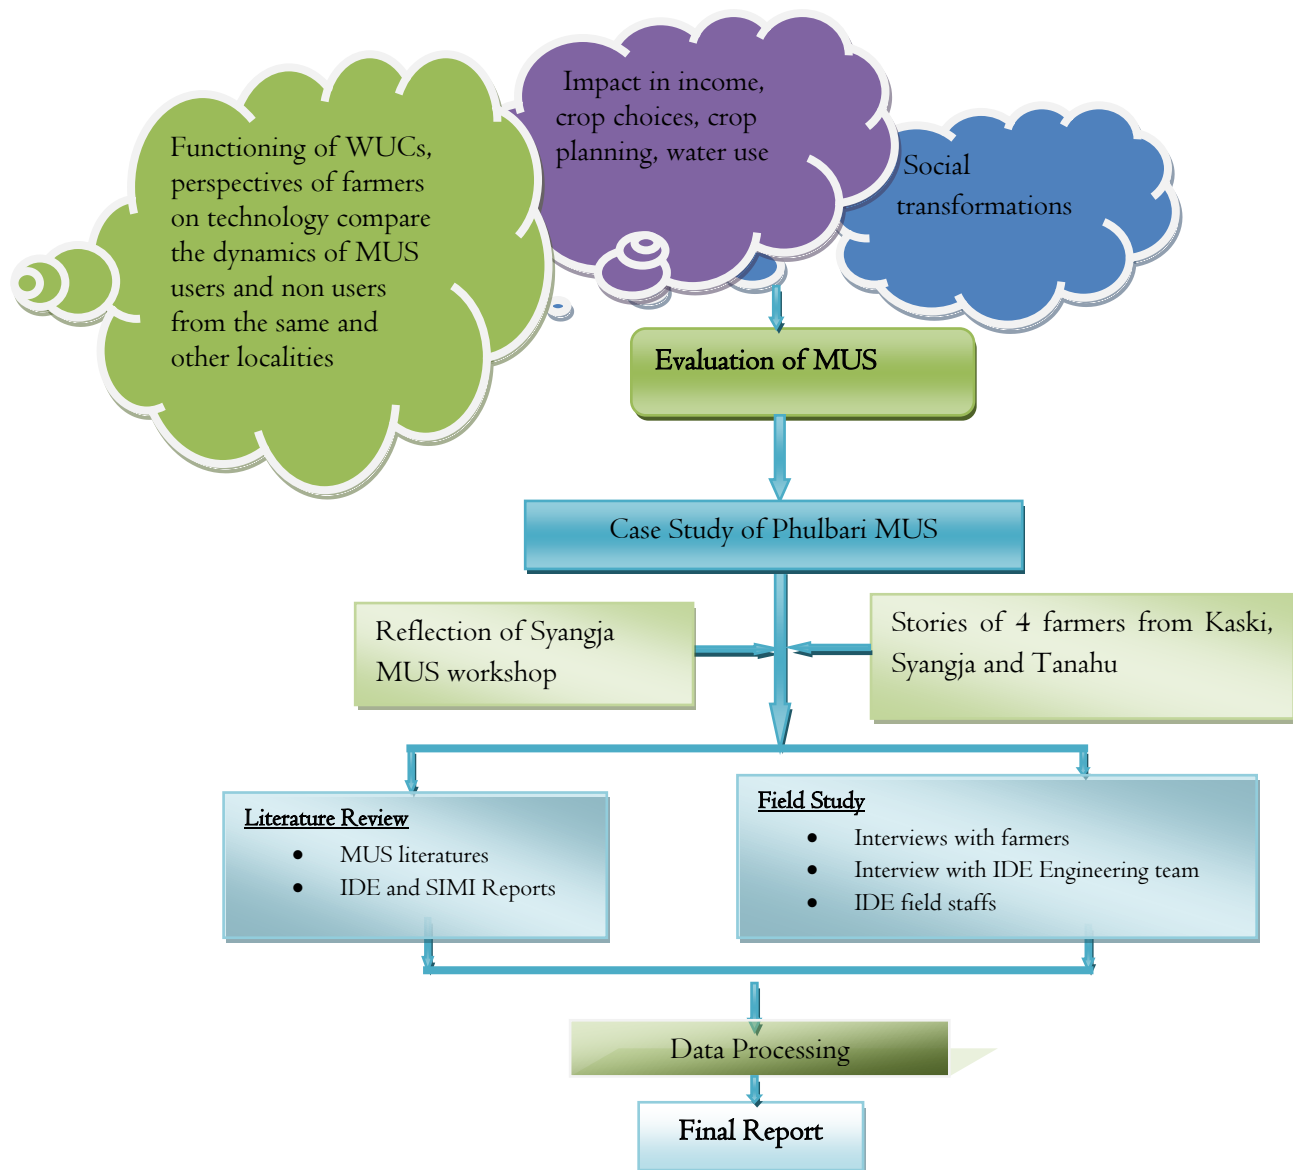 Functioning of WUCs,
perspectives of farmers
on technology compare
the dynamics of MUS
users and non users
from the same and
other localities
Impact in income,
crop choices, crop
planning, water use
Social
transformations
Evaluation of MUS
Case Study of Phulbari MUS
Reflection of Syangja
MUS workshop
Stories of 4 farmers from Kaski,
Syangja and Tanahu
Literature Review
• MUS literatures
• IDE and SIMI Reports
Field Study
• Interviews with farmers
• Interview with IDE Engineering team
• IDE field staffs
Data Processing
Final Report